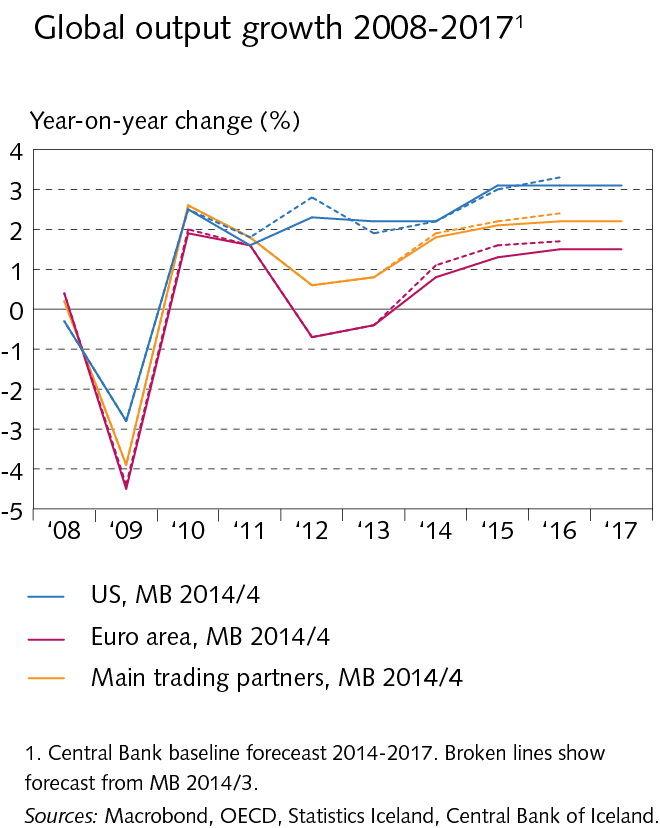 Global output growth 2008-2017¹
Year-on-year change (%)
4
3
2
1
0
-1
-2
-3
-4
-5
‘08 ‘09 ‘10 ‘11 ‘12 ‘13 ‘14 ‘15 ‘16 ‘17
US, MB 2014/4
Euro area, MB 2014/4
Main trading partners, MB 2014/4
1. Central Bank baseline foreceast 2014-2017. Broken lines show
forecast from MB 2014/3.
Sources: Macrobond, OECD, Statistics Iceland, Central Bank of Iceland.